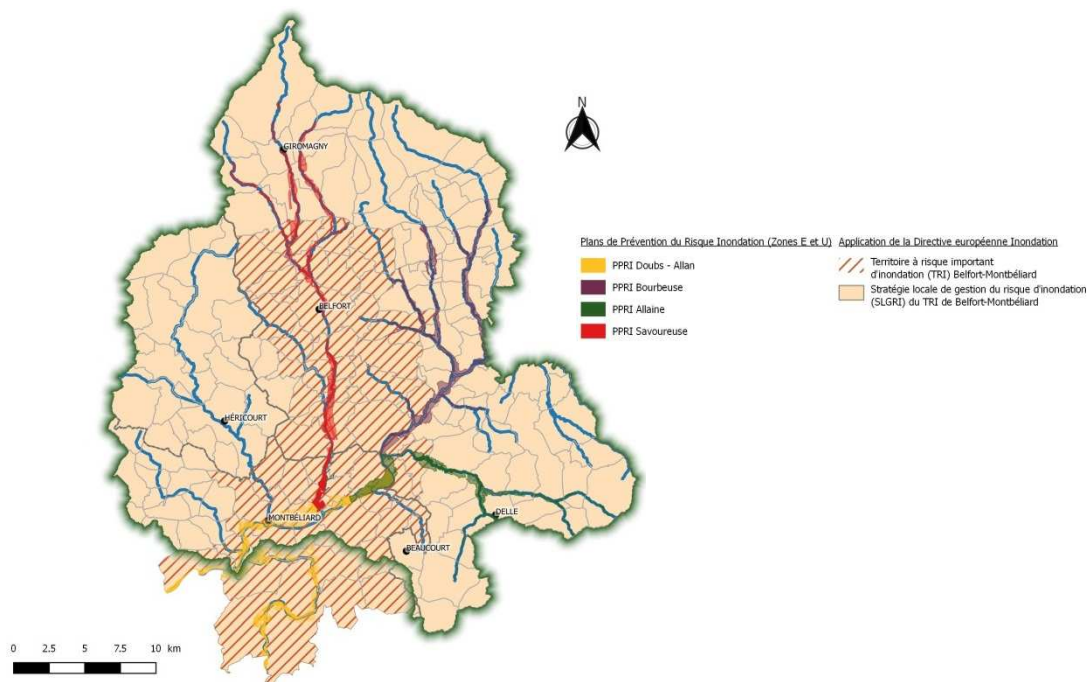 N
GIROMAGNY
BELFORT
HÉRICOURT
MONTBÉLIARD
DELLE
BEAUCOURT
Plans de Prévention du Risque Inondation (Zones E et U)
PPRI Doubs - Allan
PPRI Bourbeuse
PPRI Allaine
PPRI Savoureuse
Application de la Directive européenne Inondation
Territoire à risque important
d'inondation (TRI) Belfort-Montbéliard
Stratégie locale de gestion du risque d'inondation
(SLGRI) du TRI de Belfort-Montbéliard
0 2.5 5 7.5 10 km